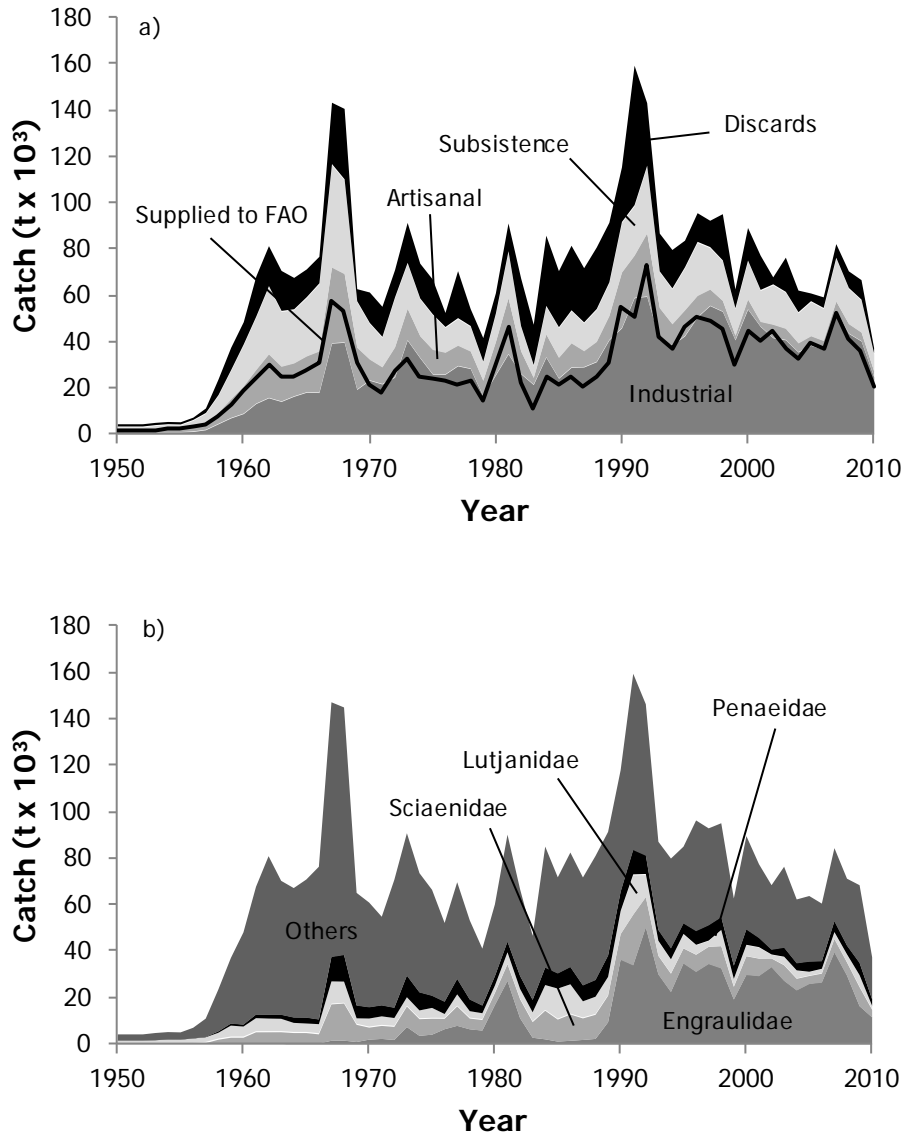 a)
180
160
140
120
100
80
60
40
20
0
Catch (t x 10³)
Discards
Subsistence
Artisanal
Supplied to FAO
Industrial
1950 1960 1970 1980 1990 2000 2010
Year
b)
180
160
140
120
100
80
60
40
20
0
Catch (t x 10³)
Penaeidae
Lutjanidae
Sciaenidae
Others
Engraulidae
1950 1960 1970 1980 1990 2000 2010
Year